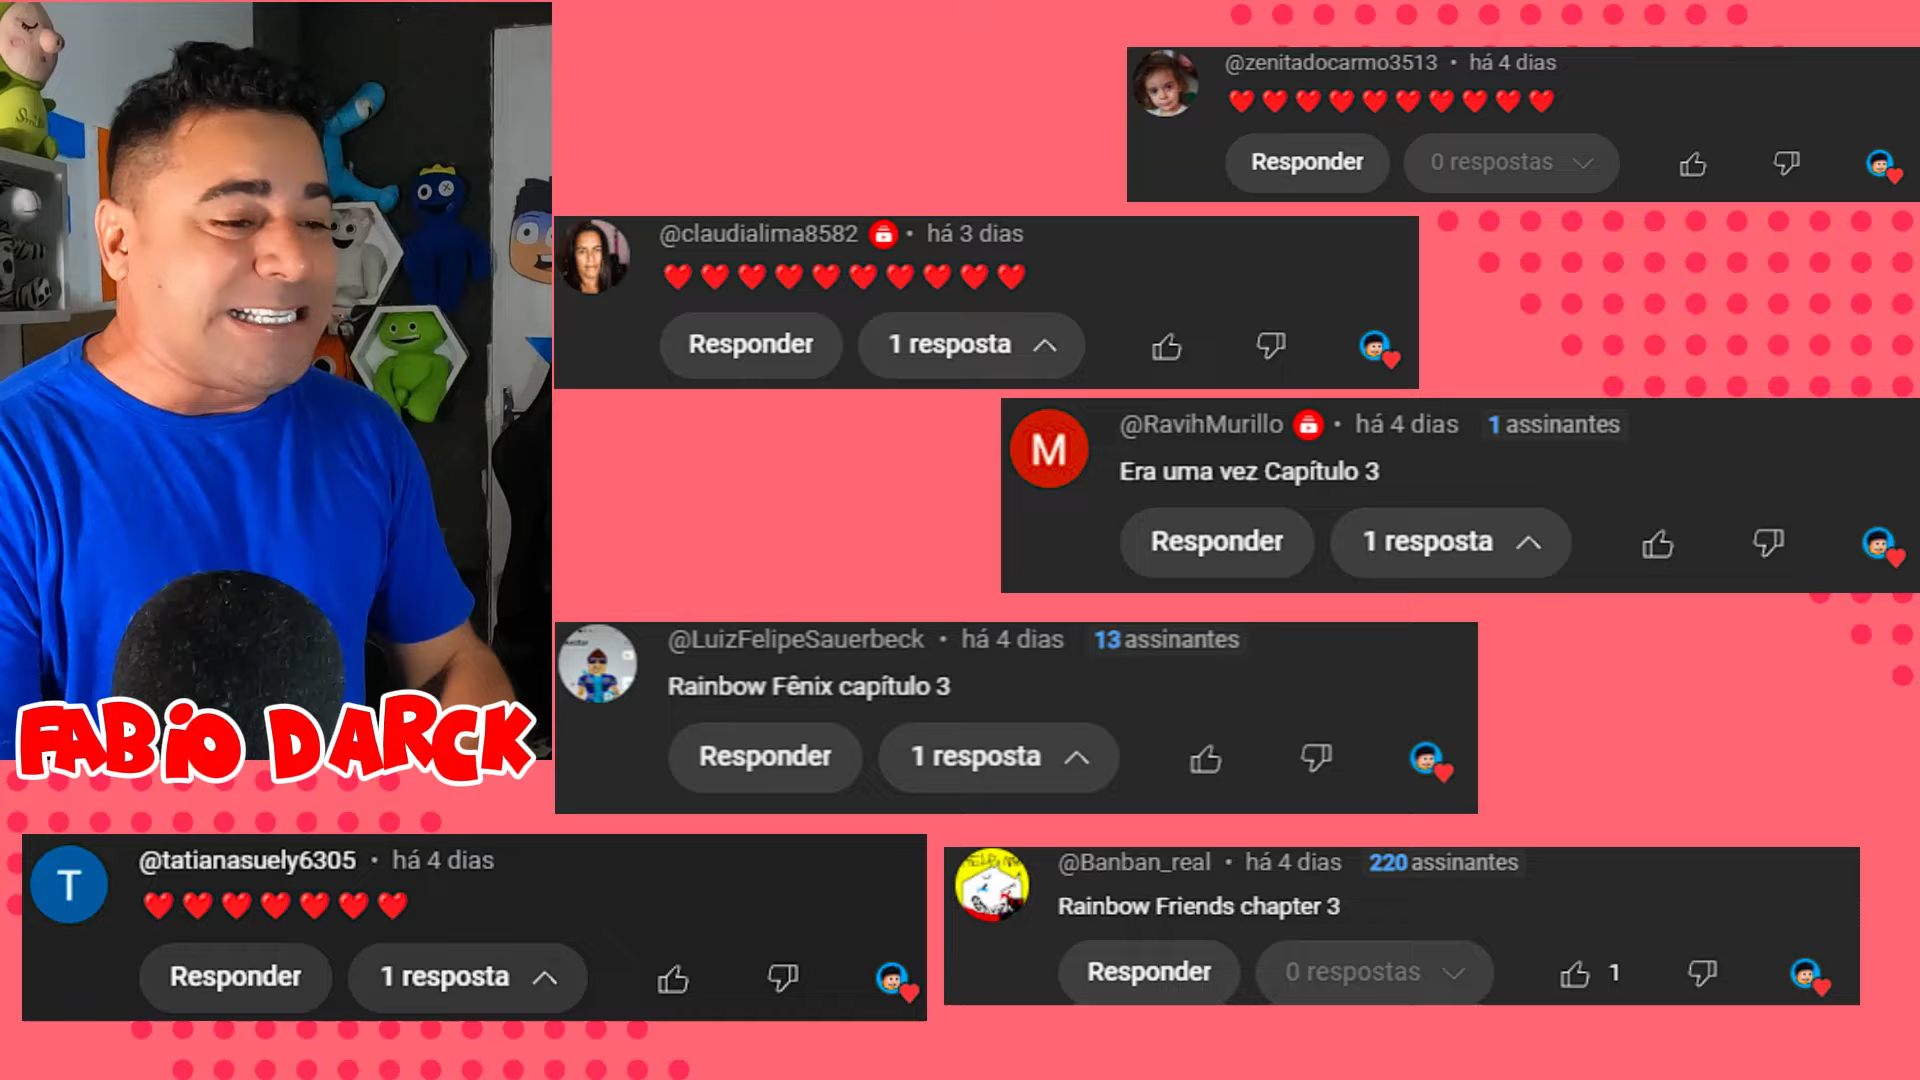 @zenitadocarmo3513 • há 4 dias
❤️❤️❤️❤️❤️❤️❤️❤️❤️❤️
Responder 0 respostas
@claudialima8582 • há 3 dias
❤️❤️❤️❤️❤️❤️❤️❤️❤️❤️
Responder 1 resposta
@RavihMurillo • há 4 dias 1 assinantes
M
Era uma vez Capítulo 3
Responder 1 resposta
@LuizFelipeSauerbeck • há 4 dias 13 assinantes
Rainbow Fênix capítulo 3
Responder 1 resposta
FABIO DARCK
@tatianasuely6305 • há 4 dias
T
❤️❤️❤️❤️❤️❤️❤️
Responder 1 resposta
@Banban_real • há 4 dias 220 assinantes
Rainbow Friends chapter 3
Responder 0 respostas 1